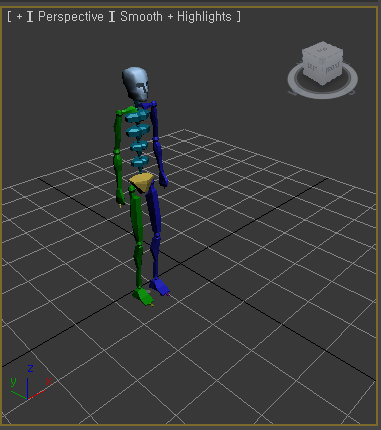 [ + ] Perspective ] Smooth + Highlights ]
z
y